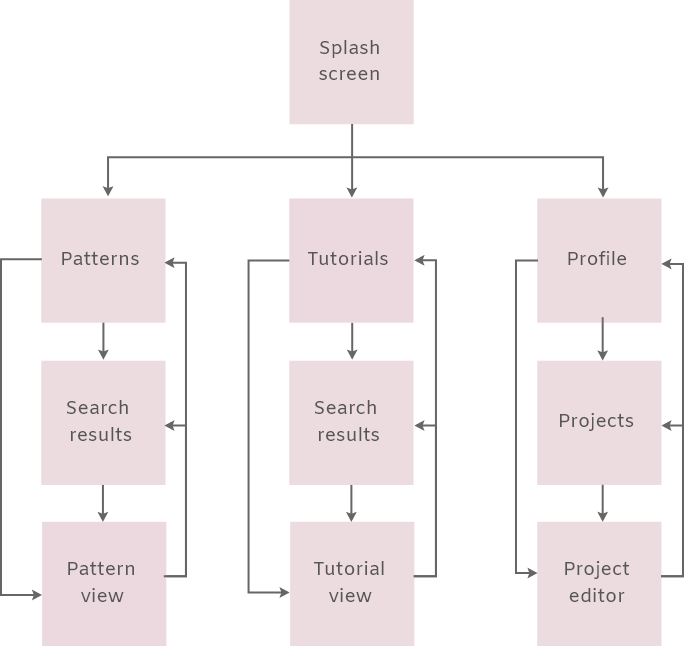 Splash
screen
Patterns
Tutorials
Profile
Search
results
Search
results
Projects
Pattern
view
Tutorial
view
Project
editor